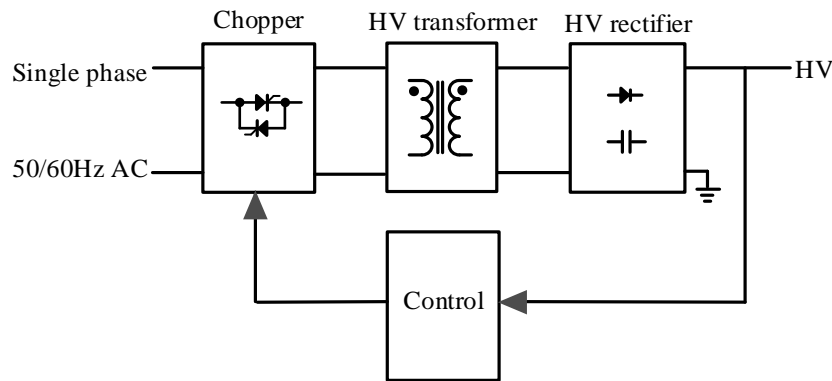 Chopper
HV transformer
HV rectifier
Single phase
HV
50/60Hz AC
Control